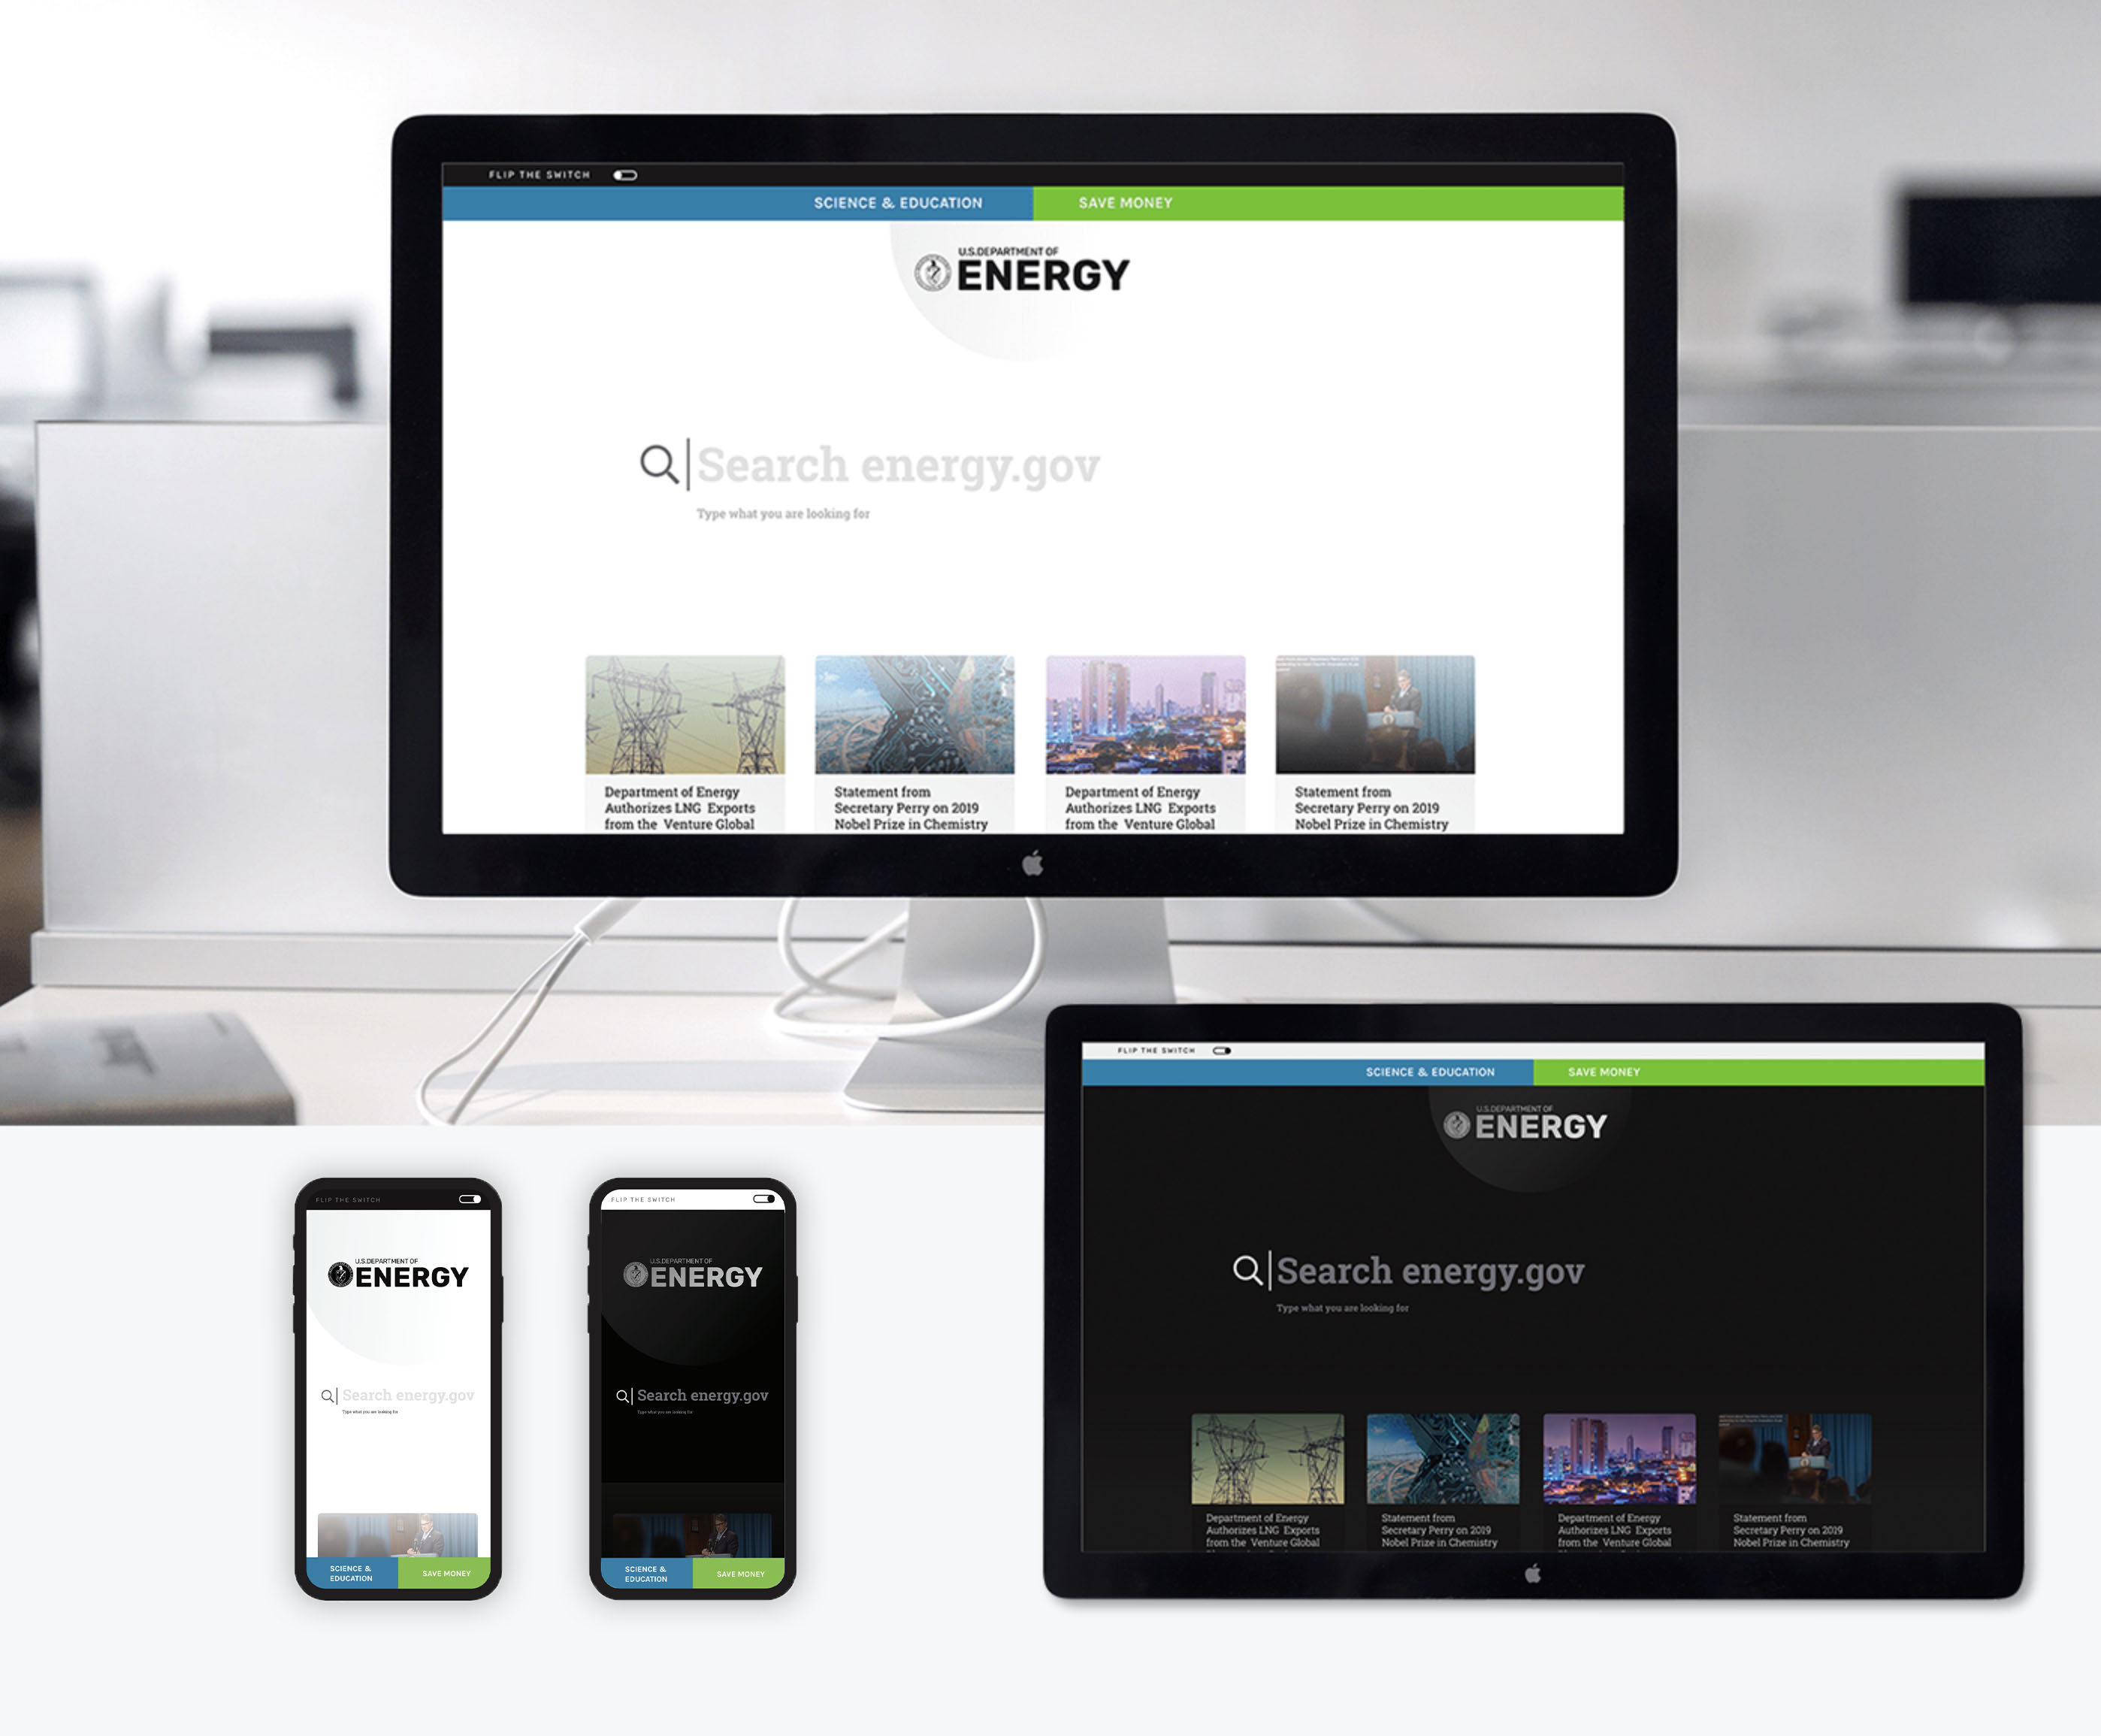 FLIP THE SWITCH
SCIENCE & EDUCATION
SAVE MONEY
U.S.DEPARTMENT OF
ENERGY
Search energy.gov
Type what you are looking for
Department of Energy
Authorizes LNG Exports
from the Venture Global
Statement from
Secretary Perry on 2019
Nobel Prize in Chemistry
Department of Energy
Authorizes LNG Exports
from the Venture Global
Statement from
Secretary Perry on 2019
Nobel Prize in Chemistry
FLIP THE SWITCH
SCIENCE & EDUCATION
SAVE MONEY
U.S.DEPARTMENT OF
ENERGY
Search energy.gov
Type what you are looking for
Department of Energy
Authorizes LNG Exports
from the Venture Global
Statement from
Secretary Perry on 2019
Nobel Prize in Chemistry
Department of Energy
Authorizes LNG Exports
from the Venture Global
Statement from
Secretary Perry on 2019
Nobel Prize in Chemistry
FLIP THE SWITCH
U.S.DEPARTMENT OF
ENERGY
Search energy.gov
Type what you are looking for
SCIENCE &
EDUCATION
SAVE MONEY
FLIP THE SWITCH
U.S.DEPARTMENT OF
ENERGY
Search energy.gov
Type what you are looking for
SCIENCE &
EDUCATION
SAVE MONEY